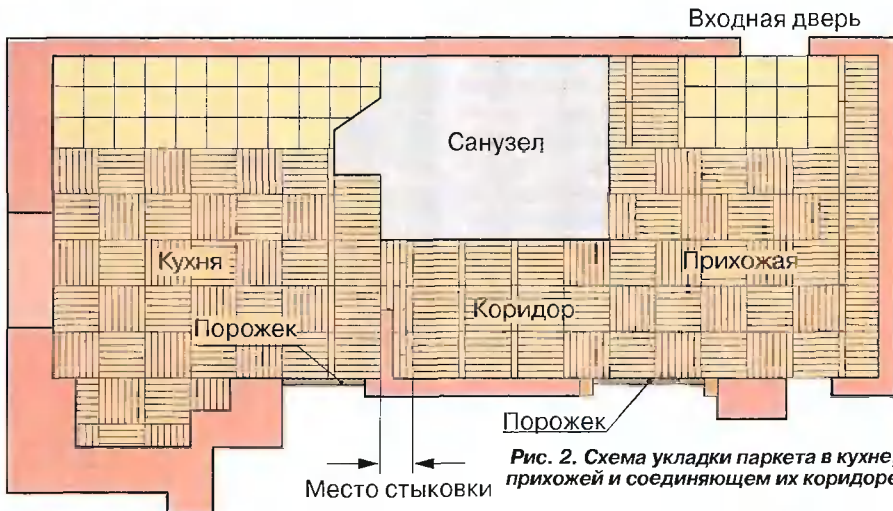 Входная дверь
Санузел
Кухня
Прихожая
Коридор
Порожек
Порожек
Место стыковки
Рис. 2. Схема укладки паркета в кухне,
прихожей и соединяющем их коридоре